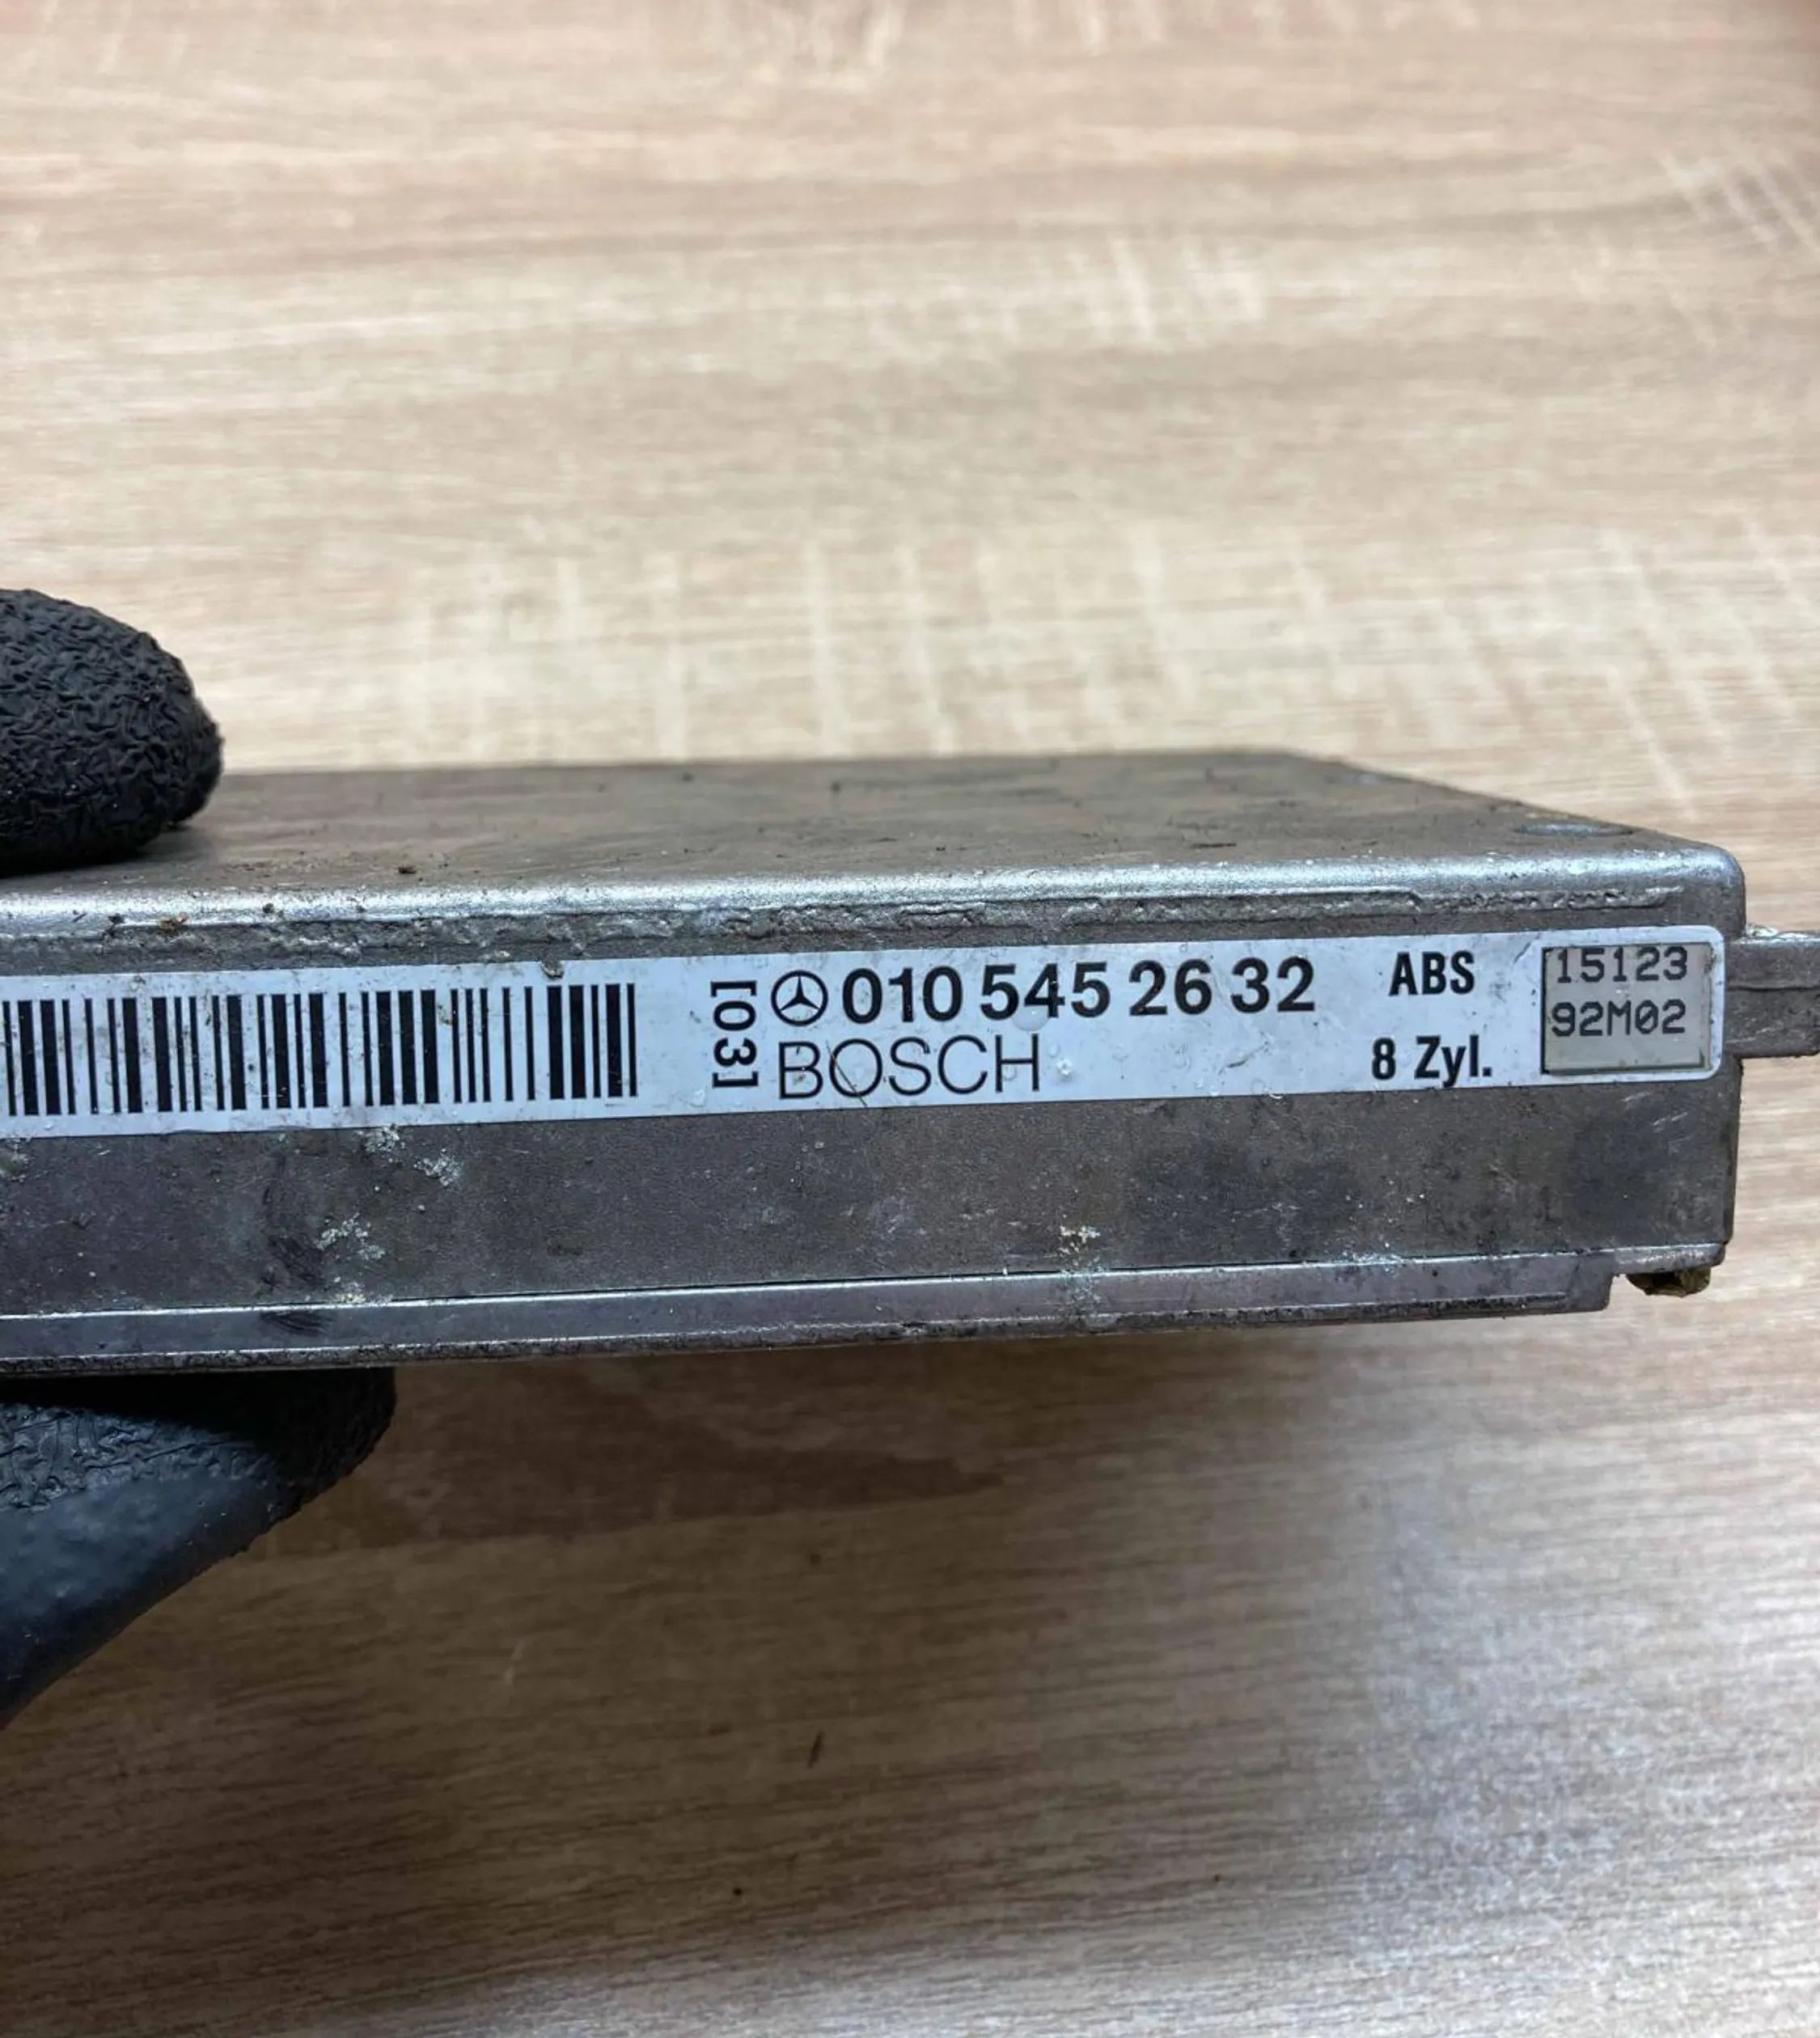 [03]
010 545 26 32
BOSCH
ABS
8 Zyl.
15123
92M02